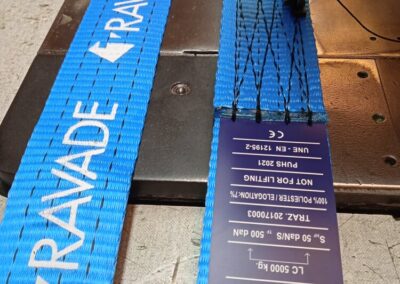 RAVADE
RAVADE
LC 5000 kg.
SHF 50 daN/STF 500 daN
TRAZ. 20170003
100% POLIESTER / ELOGATION<7%
NOT FOR LIFTING
PUHS 2021
UNE - EN 12195-2
CE